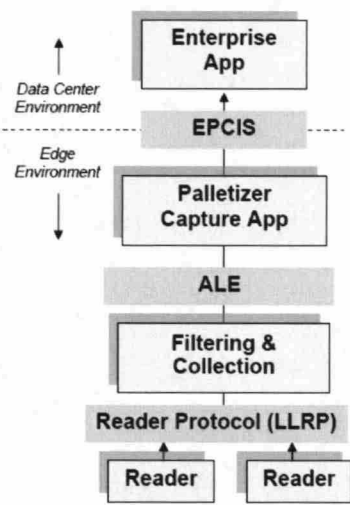 Enterprise
App
Data Center
Environment
EPCIS
Edge
Environment
Palletizer
Capture App
ALE
Filtering &
Collection
Reader Protocol (LLRP)
Reader
Reader